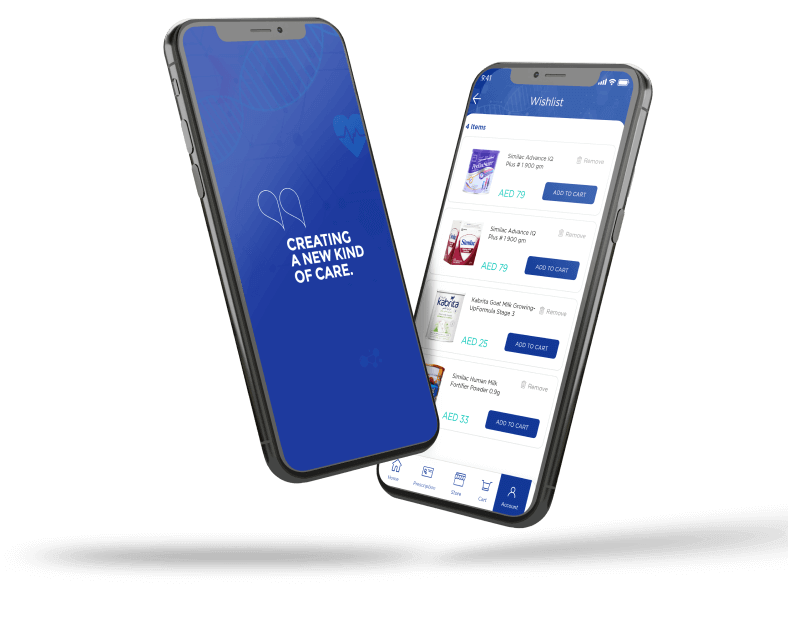 CREATING
A NEW KIND
OF CARE.
9:41
Wishlist
4 Items
Similac Advance IQ
Plus # 1 900 gm
Remove
AED 79
ADD TO CART
Similac Advance IQ
Plus # 1 900 gm
Remove
Similac
AED 79
ADD TO CART
Kabrita Goat Milk Growing-
UpFormula Stage 3
Remove
kabrita
AED 25
ADD TO CART
Similac Human Milk
Fortifier Powder 0.9g
Remove
AED 33
ADD TO CART
Home
Prescription
Store
Cart
Account